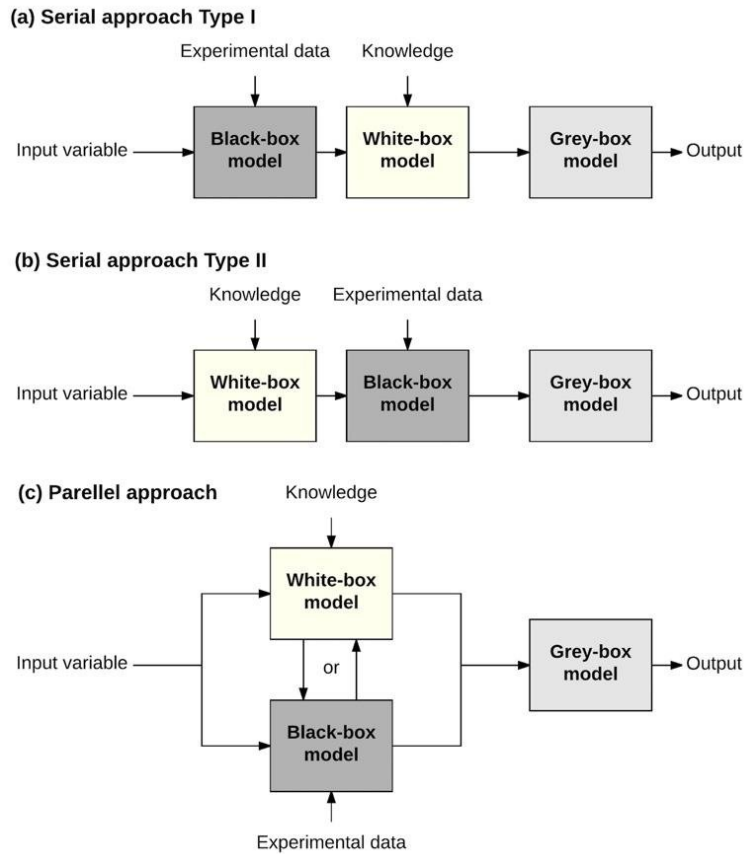 (a) Serial approach Type I
Experimental data
Knowledge
Input variable
Black-box
model
White-box
model
Grey-box
model
Output
(b) Serial approach Type II
Knowledge
Experimental data
Input variable
White-box
model
Black-box
model
Grey-box
model
Output
(c) Parellel approach
Knowledge
White-box
model
Input variable
or
Grey-box
model
Output
Black-box
model
Experimental data